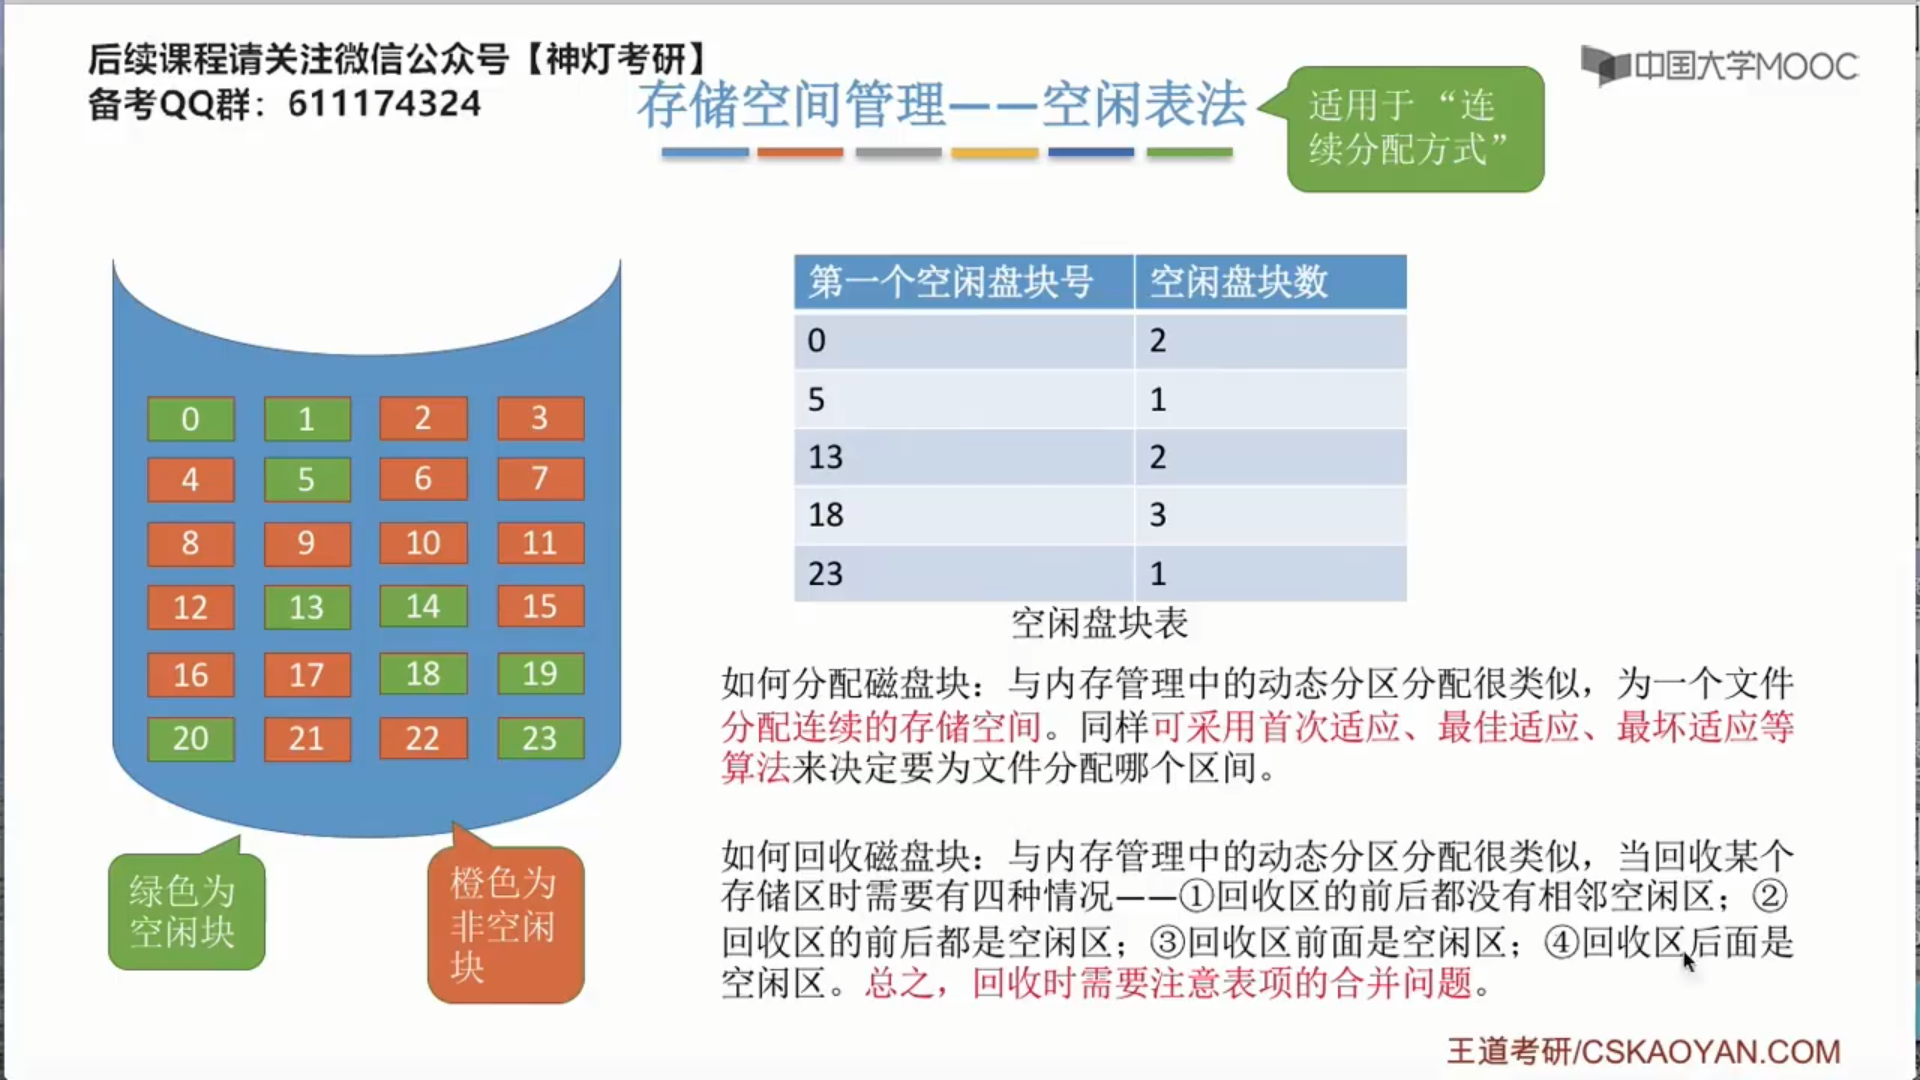 后续课程请关注微信公众号【神灯考研】
备考QQ群：611174324
中国大学MOOC
存储空间管理——空闲表法
适用于“连
续分配方式”
第一个空闲盘块号 空闲盘块数
0 2
5 1
13 2
18 3
23 1
空闲盘块表
0 1 2 3
4 5 6 7
8 9 10 11
12 13 14 15
16 17 18 19
20 21 22 23
绿色为
空闲块
橙色为
非空闲
块
如何分配磁盘块：与内存管理中的动态分区分配很类似，为一个文件
分配连续的存储空间。同样可采用首次适应、最佳适应、最坏适应等
算法来决定要为文件分配哪个区间。
如何回收磁盘块：与内存管理中的动态分区分配很类似，当回收某个
存储区时需要有四种情况——①回收区的前后都没有相邻空闲区；②
回收区的前后都是空闲区；③回收区前面是空闲区；④回收区后面是
空闲区。总之，回收时需要注意表项的合并问题。
王道考研/CSKAOYAN.COM